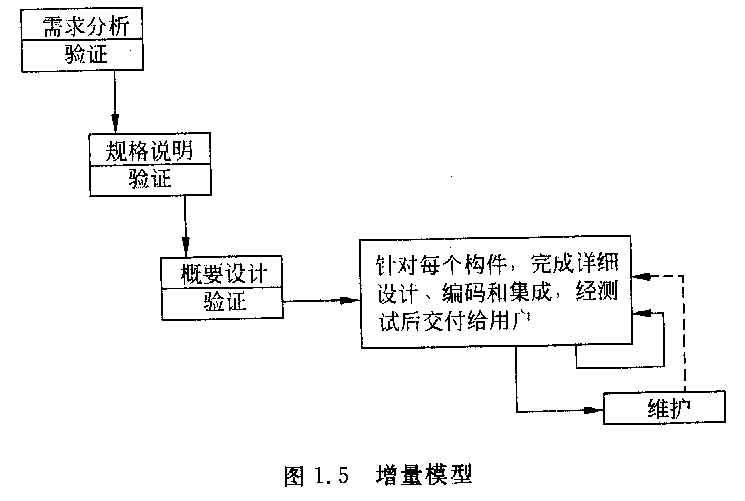 需求分析
验证
规格说明
验证
概要设计
验证
针对每个构件，完成详细
设计、编码和集成，经测
试后交付给用户
维护
图 1.5 增量模型